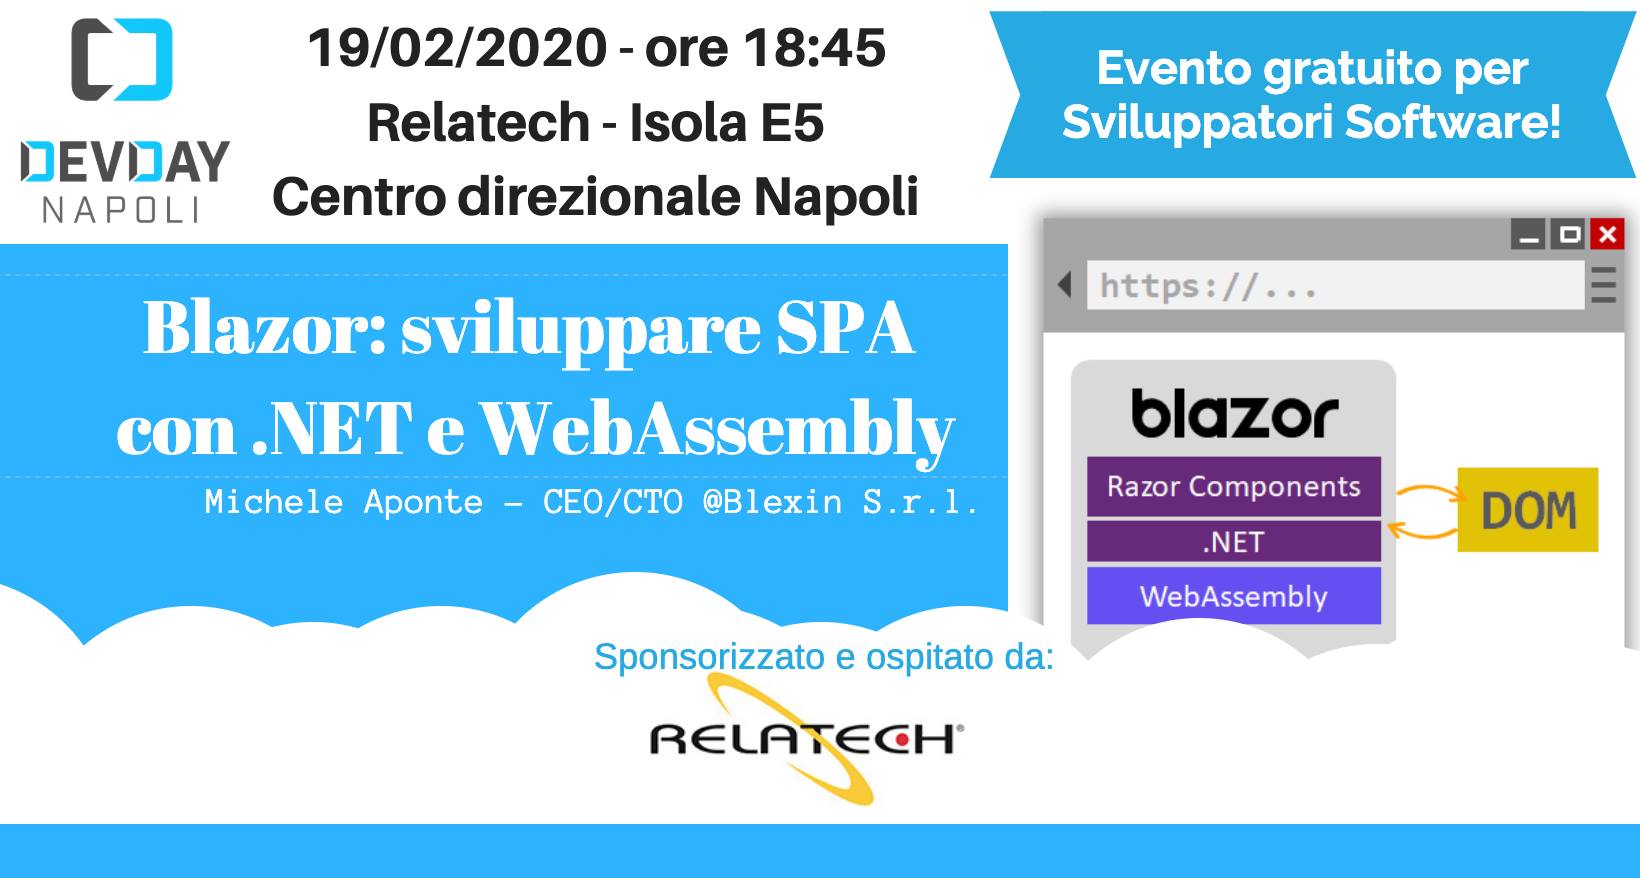 DEVDAY
NAPOLI
19/02/2020 - ore 18:45
Relatech - Isola E5
Centro direzionale Napoli
Evento gratuito per
Sviluppatori Software!
Blazor: sviluppare SPA
con .NET e WebAssembly
Michele Aponte – CEO/CTO @Blexin S.r.l.
https://...
blazor
Razor Components
.NET
WebAssembly
DOM
Sponsorizzato e ospitato da:
RELATECH®